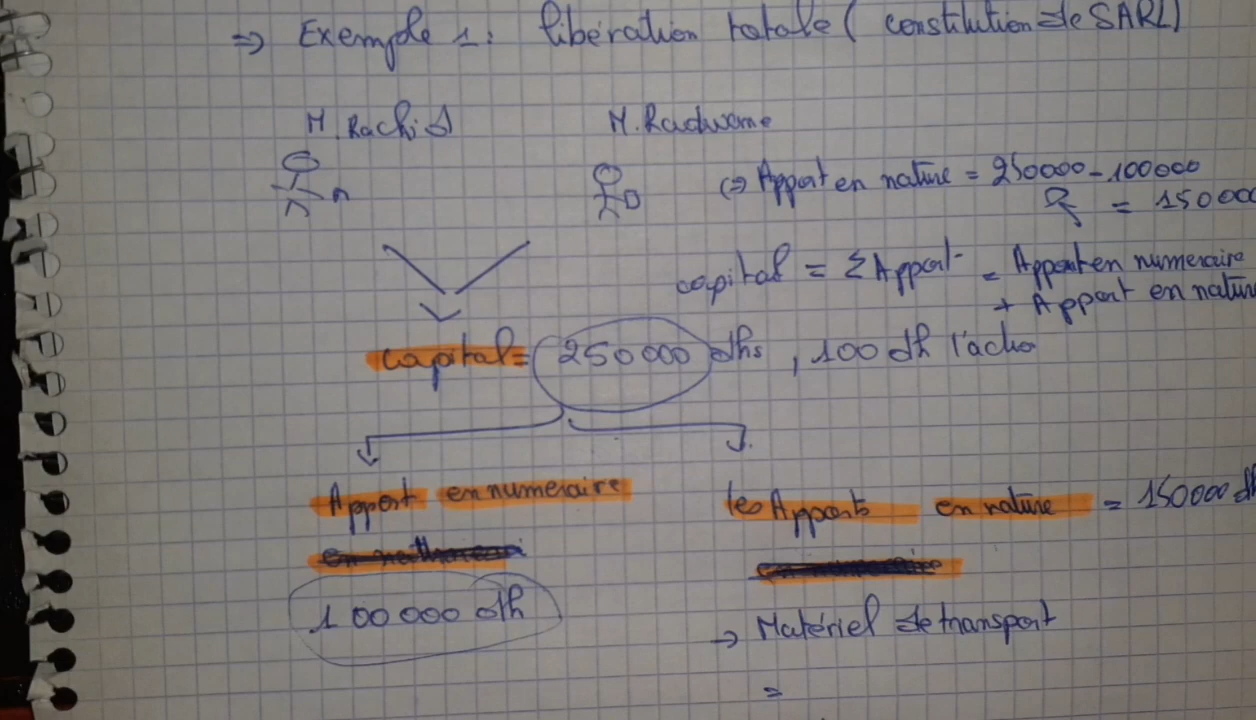 => Exemple 1: libération totale ( constitution de SARL)
M. Rachid
M. Radwane
<=> Apport en nature = 250000 - 100000
= 150000
capital = Σ Apport = Apport en numeraire
+ Apport en nature
capital = 250 000 dhs , 100 dh l'actio
Apport en numeraire
les Apports en nature = 150000 dh
100 000 dh
-> Matériel de transport
=